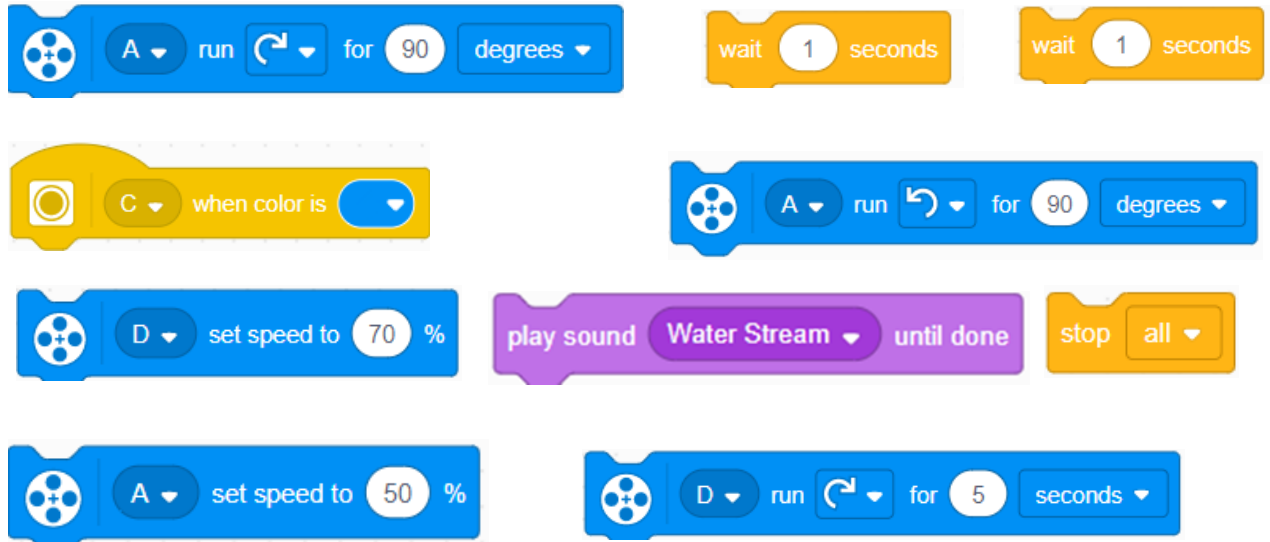 A run for 90 degrees
wait 1 seconds
wait 1 seconds
C when color is
A run for 90 degrees
D set speed to 70 %
play sound Water Stream until done
stop all
A set speed to 50 %
D run for 5 seconds